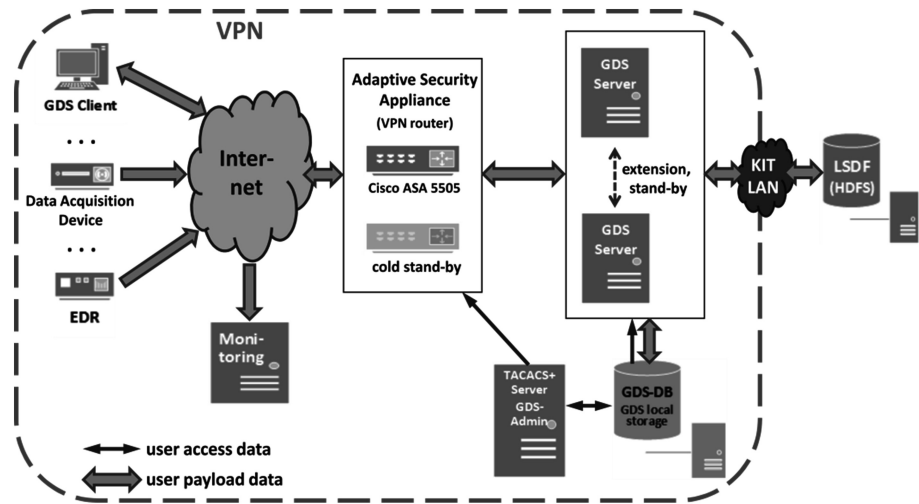 VPN
GDS Client
...
Data Acquisition
Device
...
EDR
Inter-
net
Moni-
toring
Adaptive Security
Appliance
(VPN router)
Cisco ASA 5505
cold stand-by
GDS
Server
extension,
stand-by
GDS
Server
KIT
LAN
LSDF
(HDFS)
TACACS+
Server
GDS-
Admin
GDS-DB
GDS local
storage
user access data
user payload data